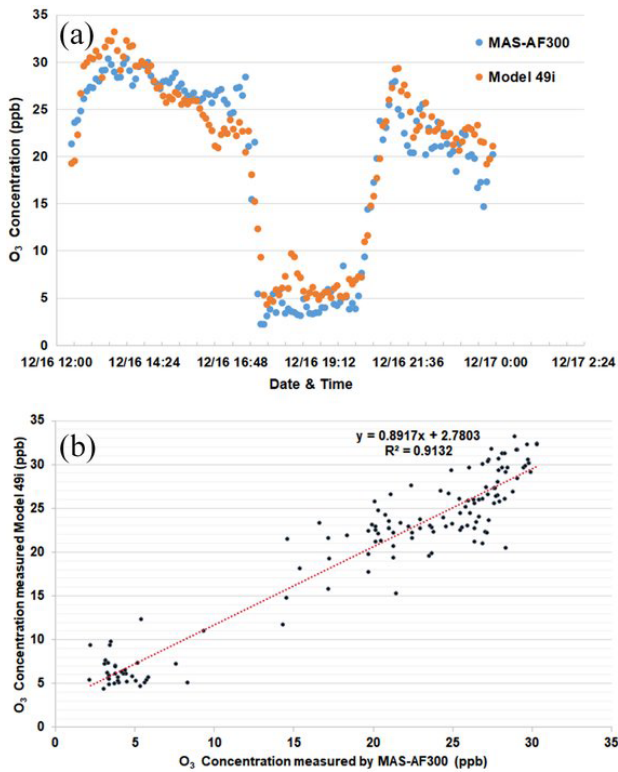 (a)
MAS-AF300
Model 49i
35
30
25
20
15
10
5
0
O3 Concentration (ppb)
12/16 12:00 12/16 14:24 12/16 16:48 12/16 19:12 12/16 21:36 12/17 0:00 12/17 2:24
Date & Time
(b)
y = 0.8917x + 2.7803
R² = 0.9132
35
30
25
20
15
10
5
0
O3 Concentration measured Model 49i (ppb)
0 5 10 15 20 25 30 35
O3 Concentration measured by MAS-AF300 (ppb)